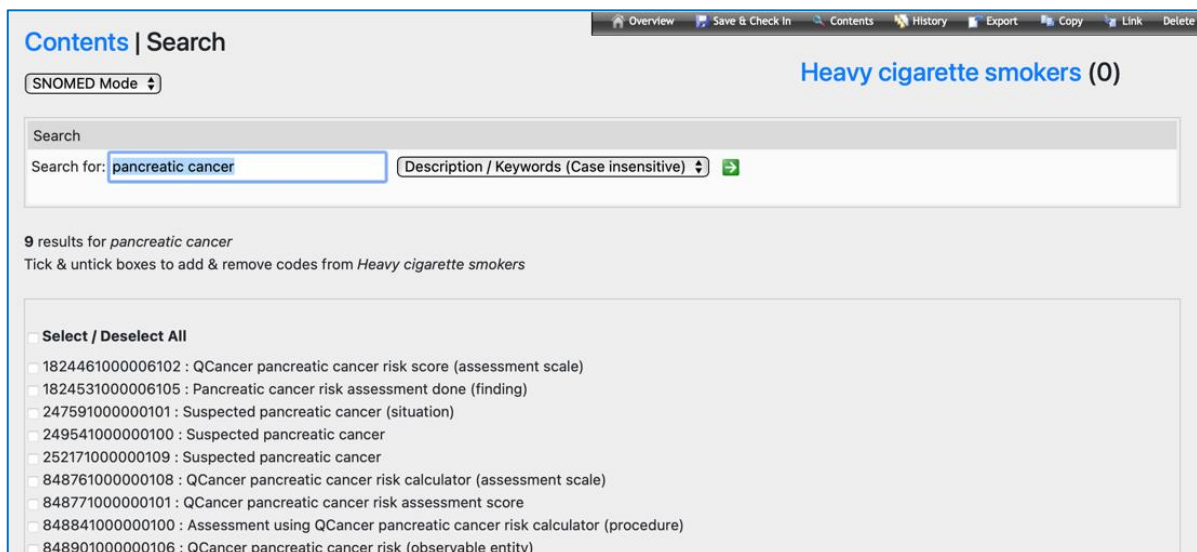 Overview Save & Check In Contents History Export Copy Link Delete
Contents | Search
SNOMED Mode
Heavy cigarette smokers (0)
Search
Search for: pancreatic cancer Description / Keywords (Case insensitive)
9 results for pancreatic cancer
Tick & untick boxes to add & remove codes from Heavy cigarette smokers
Select / Deselect All
1824461000006102 : QCancer pancreatic cancer risk score (assessment scale)
1824531000006105 : Pancreatic cancer risk assessment done (finding)
247591000000101 : Suspected pancreatic cancer (situation)
249541000000100 : Suspected pancreatic cancer
252171000000109 : Suspected pancreatic cancer
848761000000108 : QCancer pancreatic cancer risk calculator (assessment scale)
848771000000101 : QCancer pancreatic cancer risk assessment score
848841000000100 : Assessment using QCancer pancreatic cancer risk calculator (procedure)
848901000000106 : QCancer pancreatic cancer risk (observable entity)